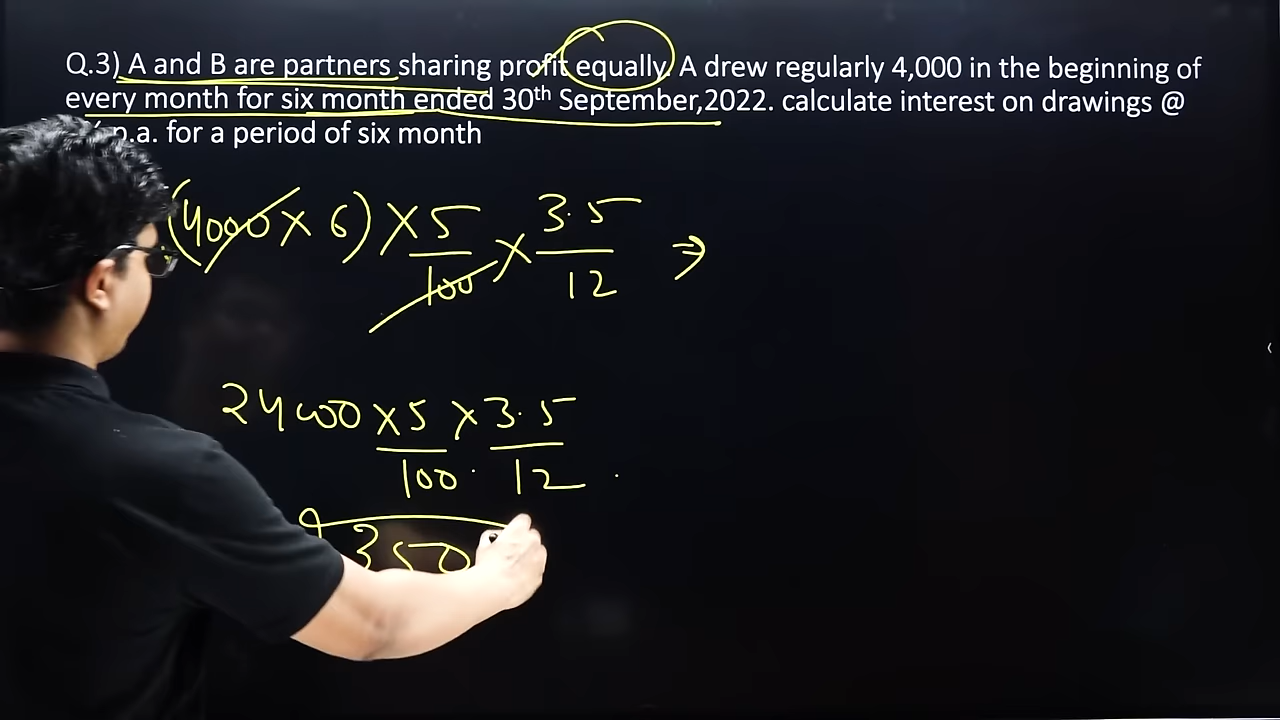 Q.3) A and B are partners sharing profit equally. A drew regularly 4,000 in the beginning of
every month for six month ended 30th September,2022. calculate interest on drawings @
p.a. for a period of six month
(4000 × 6) × 5/100 × 3.5/12 ⇒
24000 × 5/100 × 3.5/12
350